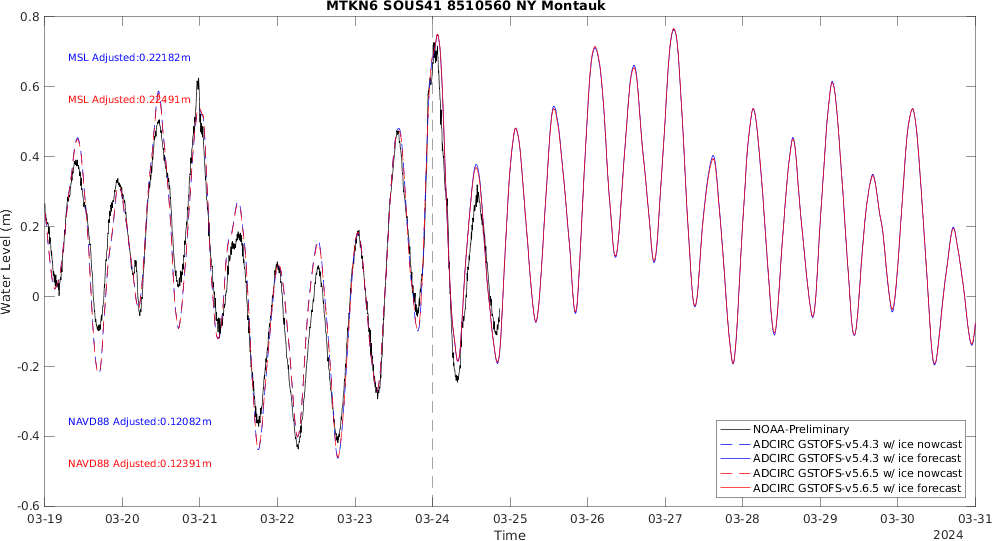 MTKN6 SOUS41 8510560 NY Montauk
0.8
0.6
0.4
0.2
0
-0.2
-0.4
-0.6
Water Level (m)
MSL Adjusted:0.22182m
MSL Adjusted:0.22491m
NAVD88 Adjusted:0.12082m
NAVD88 Adjusted:0.12391m
NOAA-Preliminary
ADCIRC GSTOFS-v5.4.3 w/ ice nowcast
ADCIRC GSTOFS-v5.4.3 w/ ice forecast
ADCIRC GSTOFS-v5.6.5 w/ ice nowcast
ADCIRC GSTOFS-v5.6.5 w/ ice forecast
03-19 03-20 03-21 03-22 03-23 03-24 03-25 03-26 03-27 03-28 03-29 03-30 03-31
Time
2024